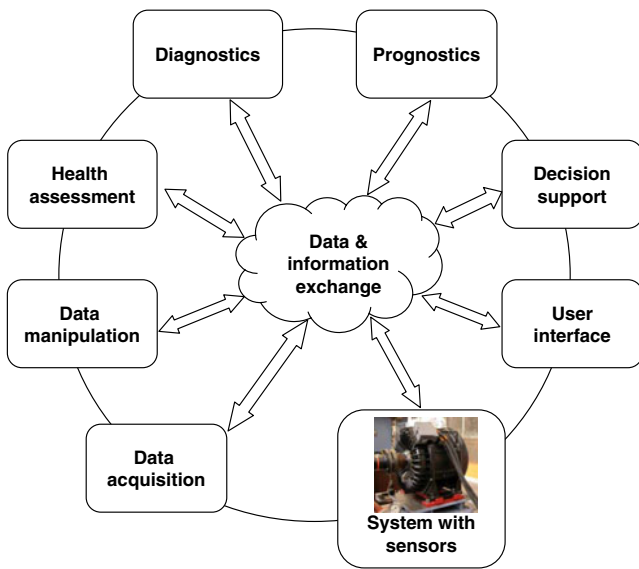 Diagnostics
Prognostics
Health
assessment
Decision
support
Data &
information
exchange
Data
manipulation
User
interface
Data
acquisition
System with
sensors